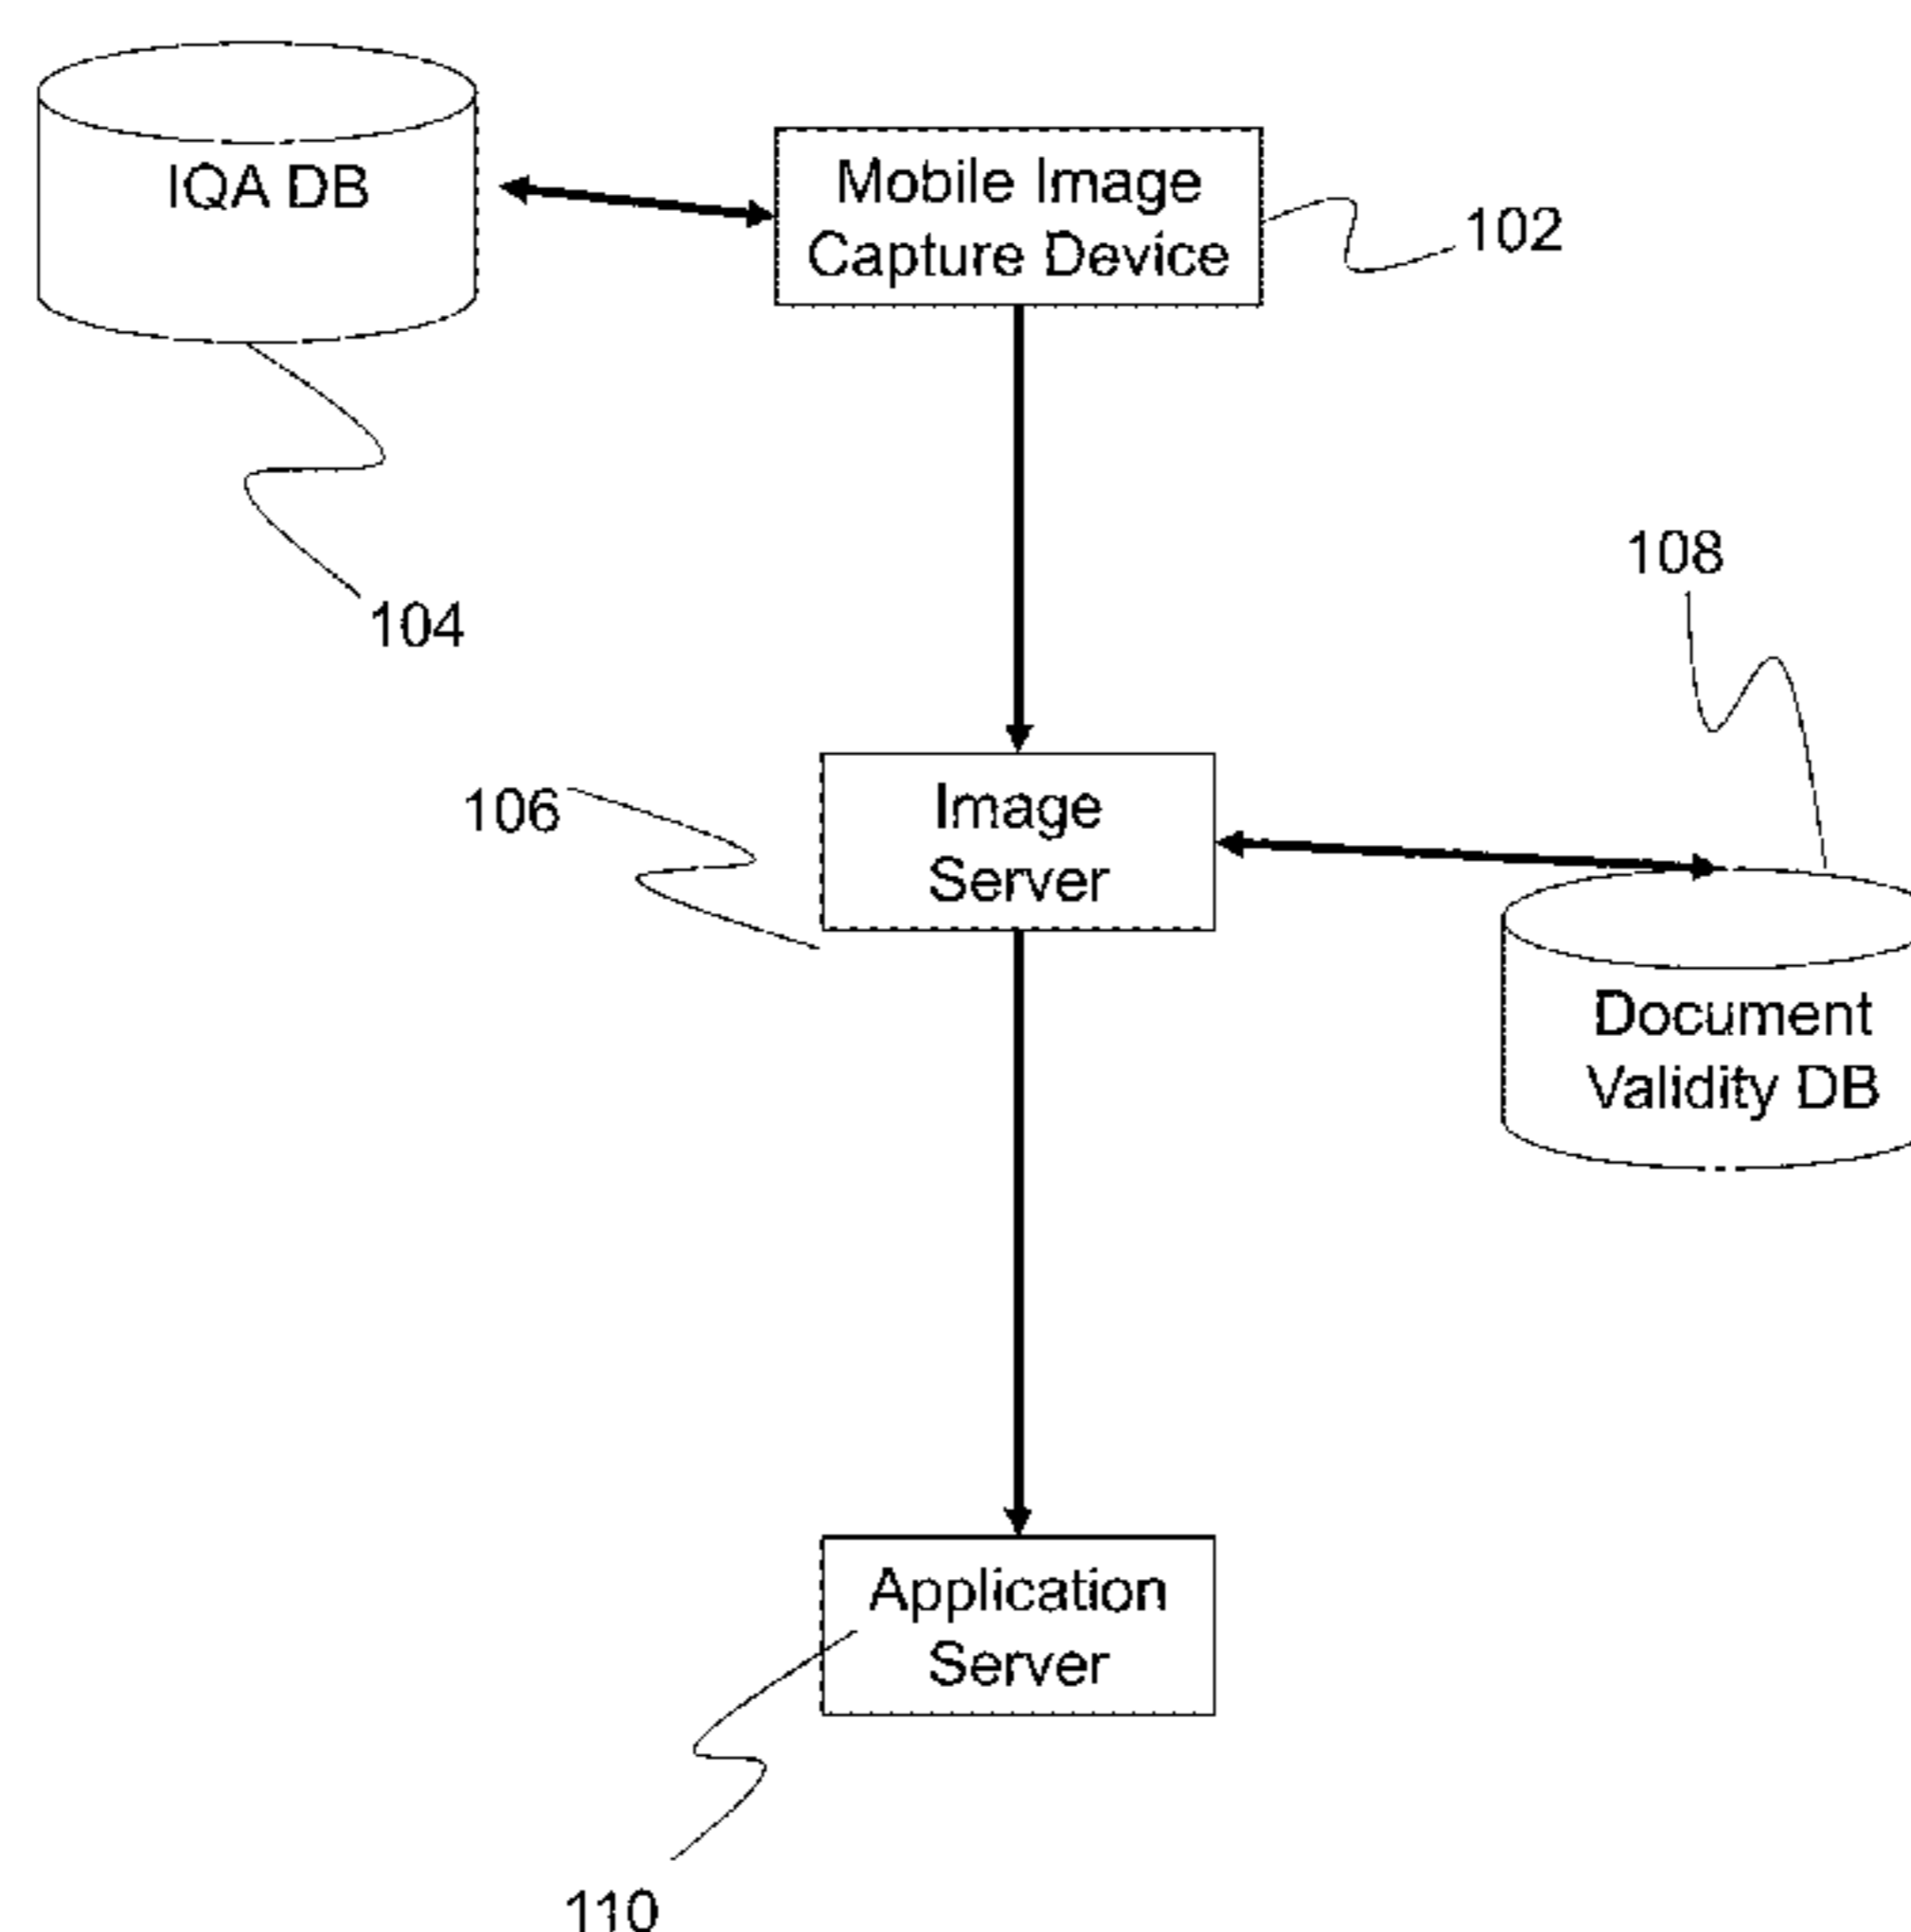 IQA DB
Mobile Image
Capture Device
102
104
108
106
Image
Server
Document
Validity DB
Application
Server
110